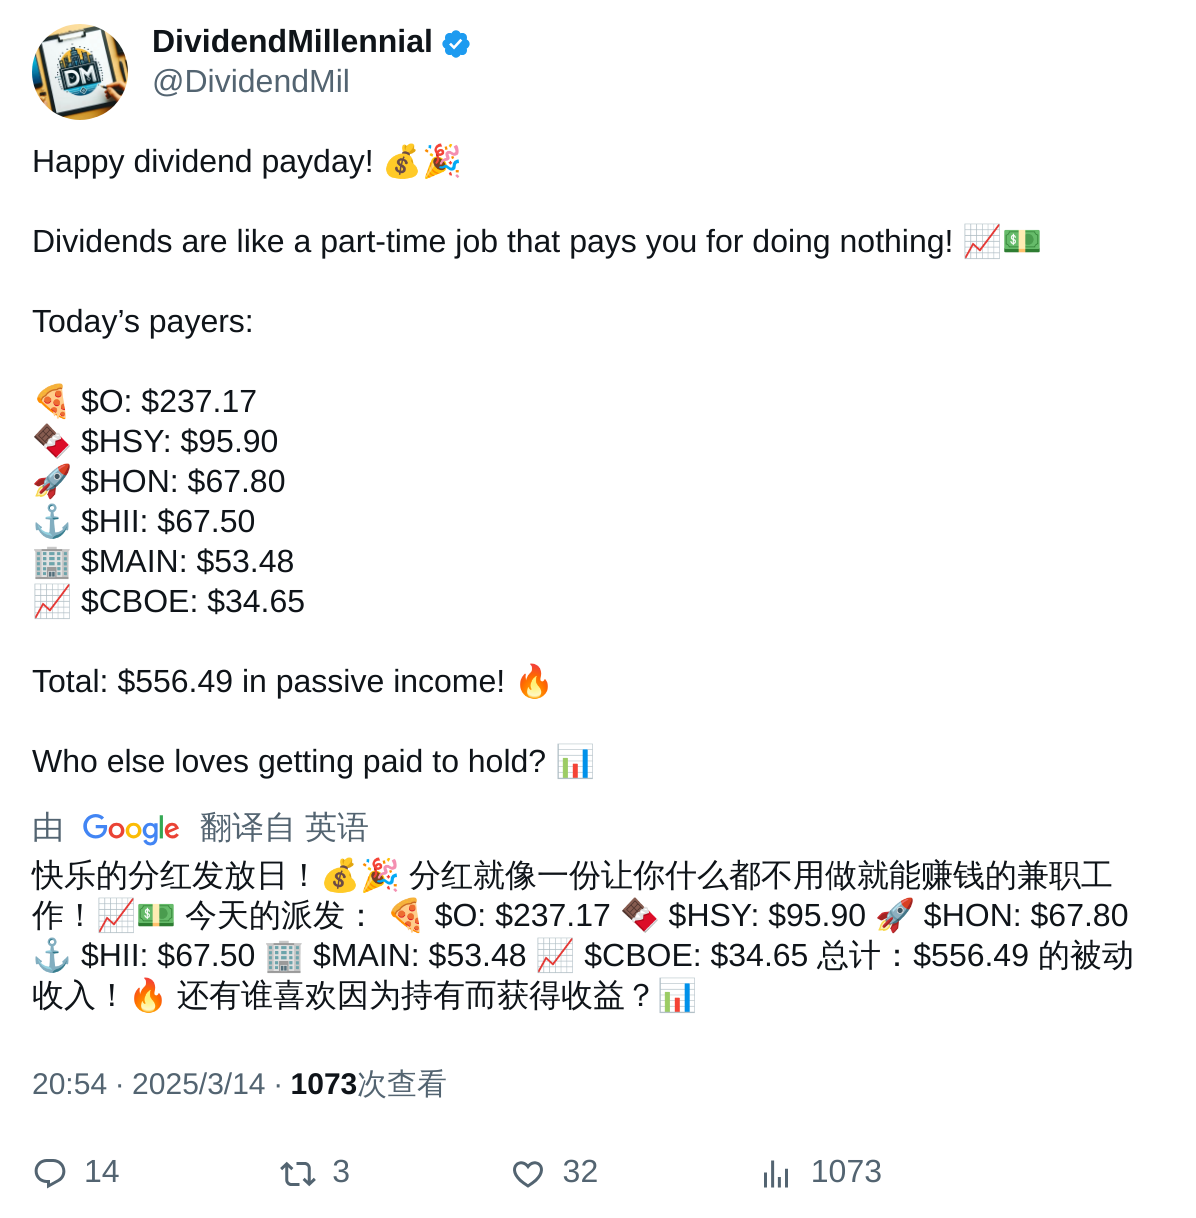 DM
DividendMillennial
@DividendMil
Happy dividend payday! 💰🎉
Dividends are like a part-time job that pays you for doing nothing! 📈💵
Today’s payers:
🍕 $O: $237.17
🍫 $HSY: $95.90
🚀 $HON: $67.80
⚓ $HII: $67.50
🏢 $MAIN: $53.48
📈 $CBOE: $34.65
Total: $556.49 in passive income! 🔥
Who else loves getting paid to hold? 📊
由 Google 翻译自 英语
快乐的分红发放日！💰🎉 分红就像一份让你什么都不用做就能赚钱的兼职工
作！📈💵 今天的派发： 🍕 $O: $237.17 🍫 $HSY: $95.90 🚀 $HON: $67.80
⚓ $HII: $67.50 🏢 $MAIN: $53.48 📈 $CBOE: $34.65 总计：$556.49 的被动
收入！🔥 还有谁喜欢因为持有而获得收益？📊
20:54 · 2025/3/14 · 1073次查看
14 3 32 1073